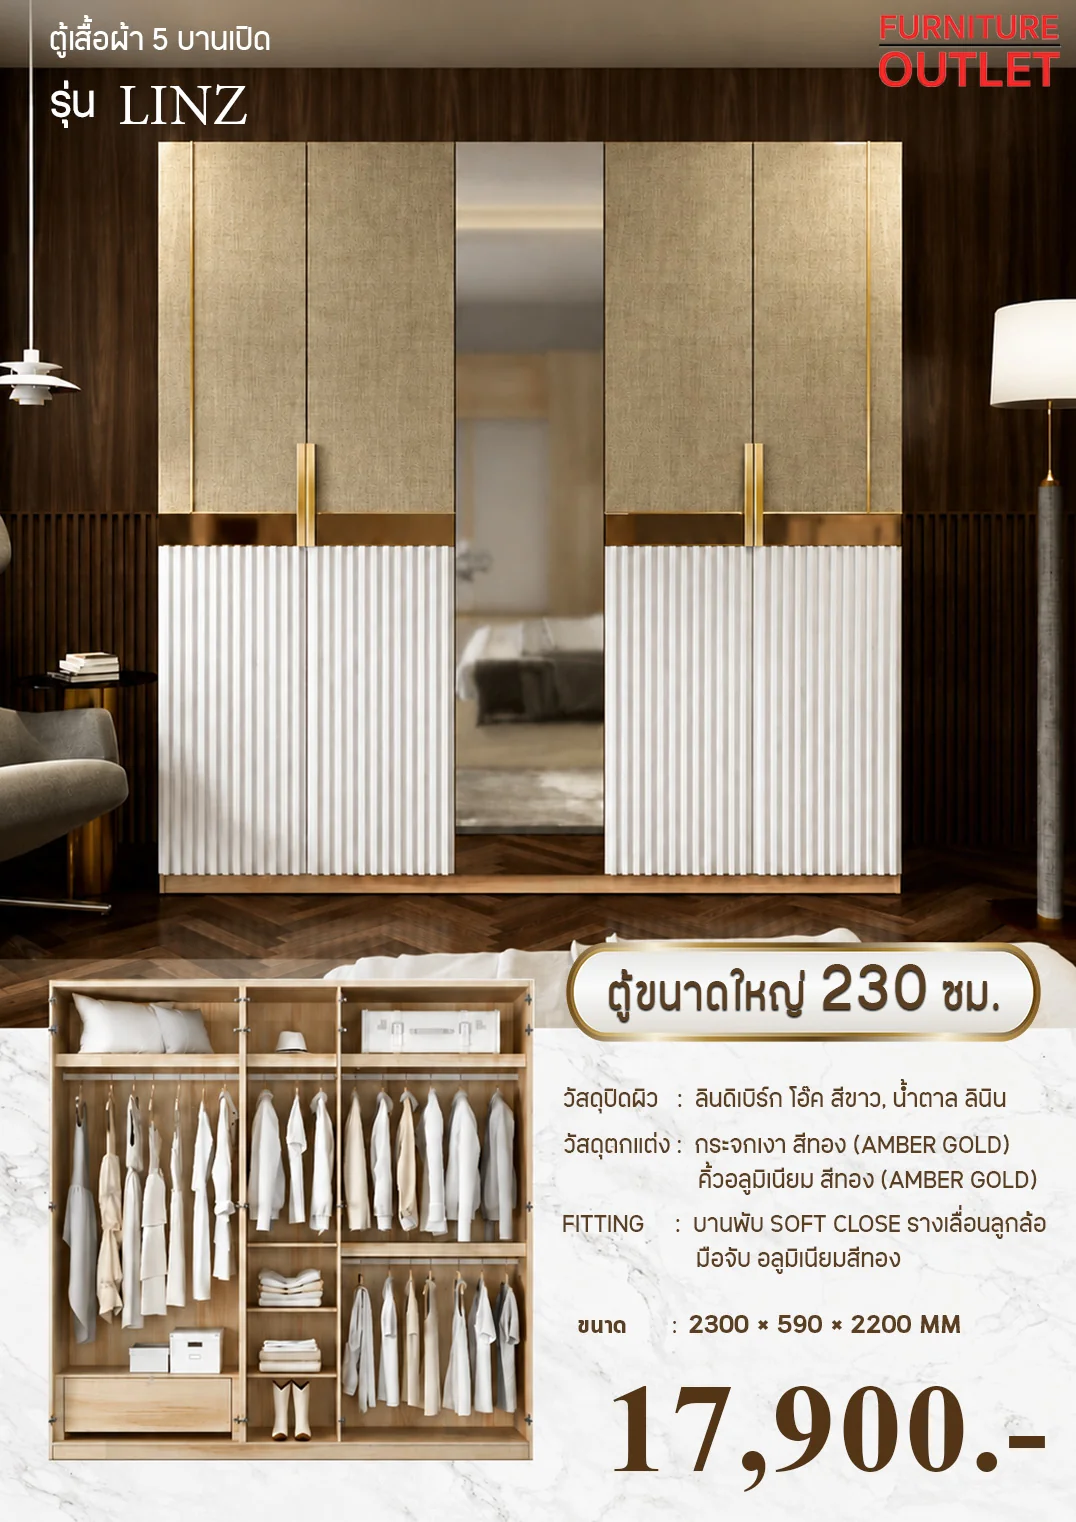 ตู้เสื้อผ้า 5 บานเปิด
รุ่น LINZ
FURNITURE
OUTLET
ตู้ขนาดใหญ่ 230 ซม.
วัสดุปิดผิว : ลินดิเบิร์ก โอ๊ค สีขาว, น้ำตาล ลินิน
วัสดุตกแต่ง : กระจกเงา สีทอง (AMBER GOLD)
คิ้วอลูมิเนียม สีทอง (AMBER GOLD)
FITTING : บานพับ SOFT CLOSE รางเลื่อนลูกล้อ
มือจับ อลูมิเนียมสีทอง
ขนาด : 2300 × 590 × 2200 MM
17,900.-